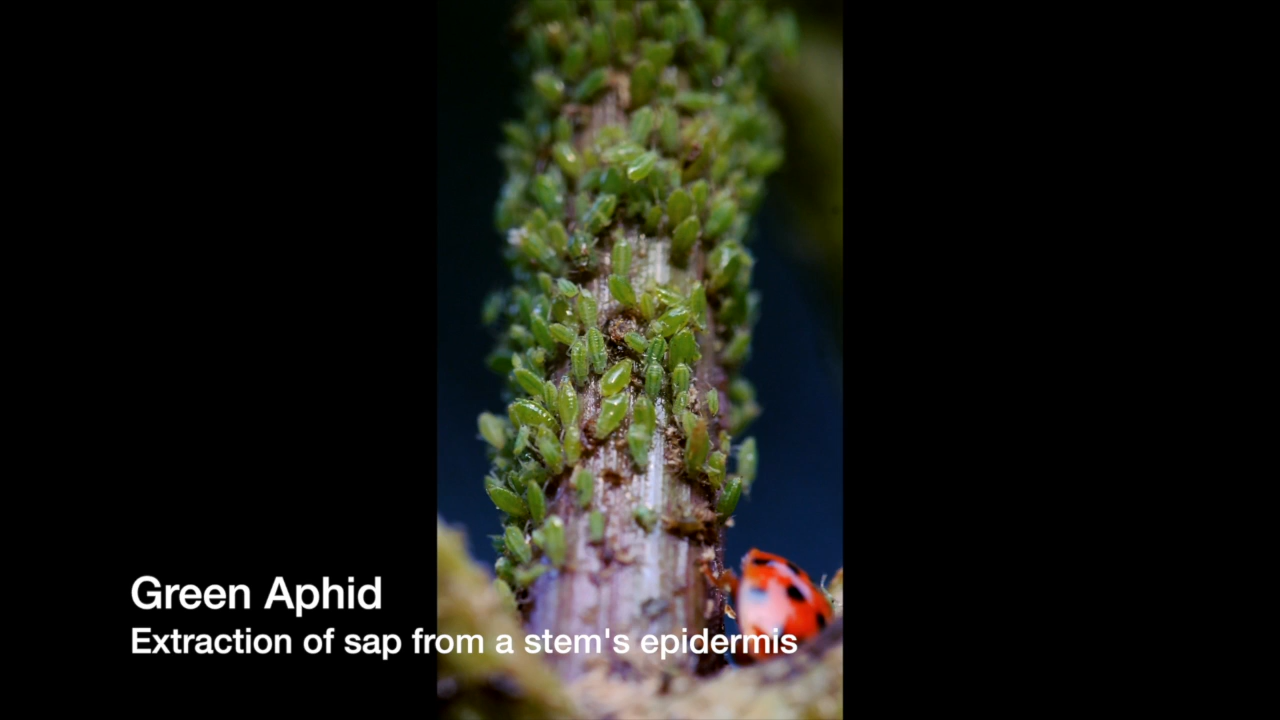 Green Aphid
Extraction of sap from a stem's epidermis